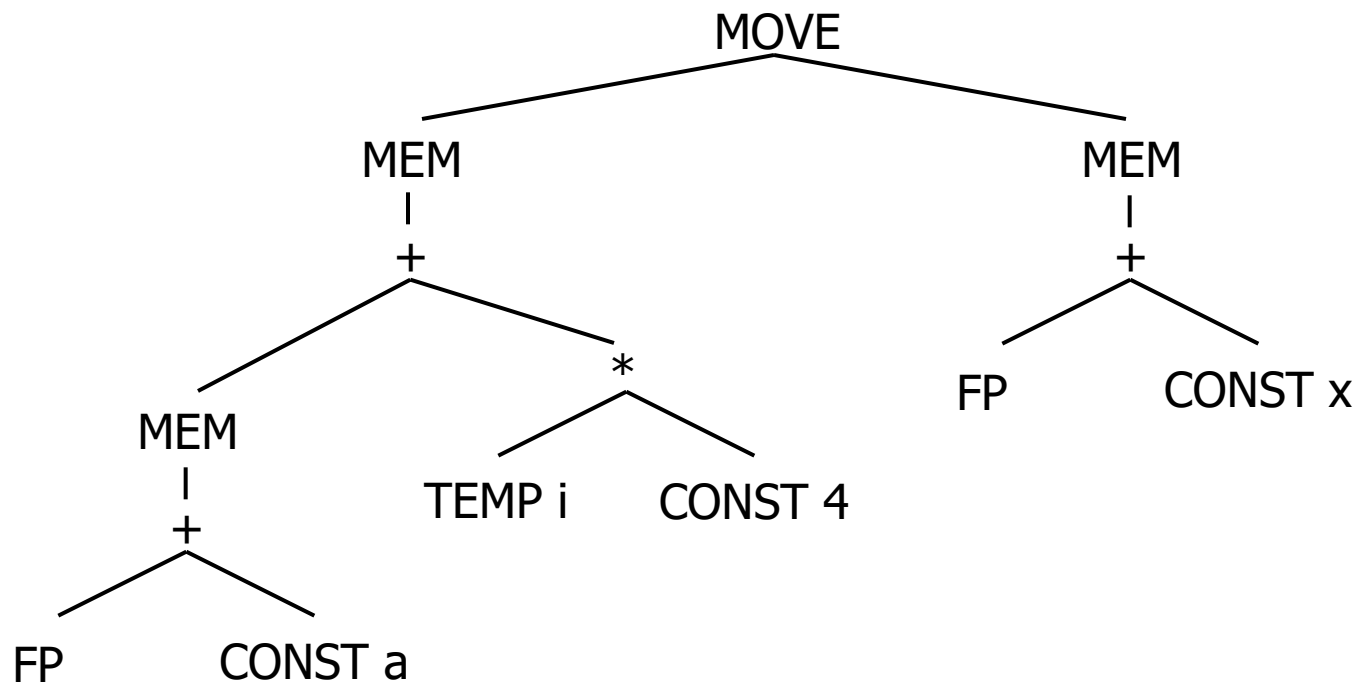 MOVE
MEM MEM
+ +
*
FP CONST x
MEM
TEMP i CONST 4
+
FP CONST a